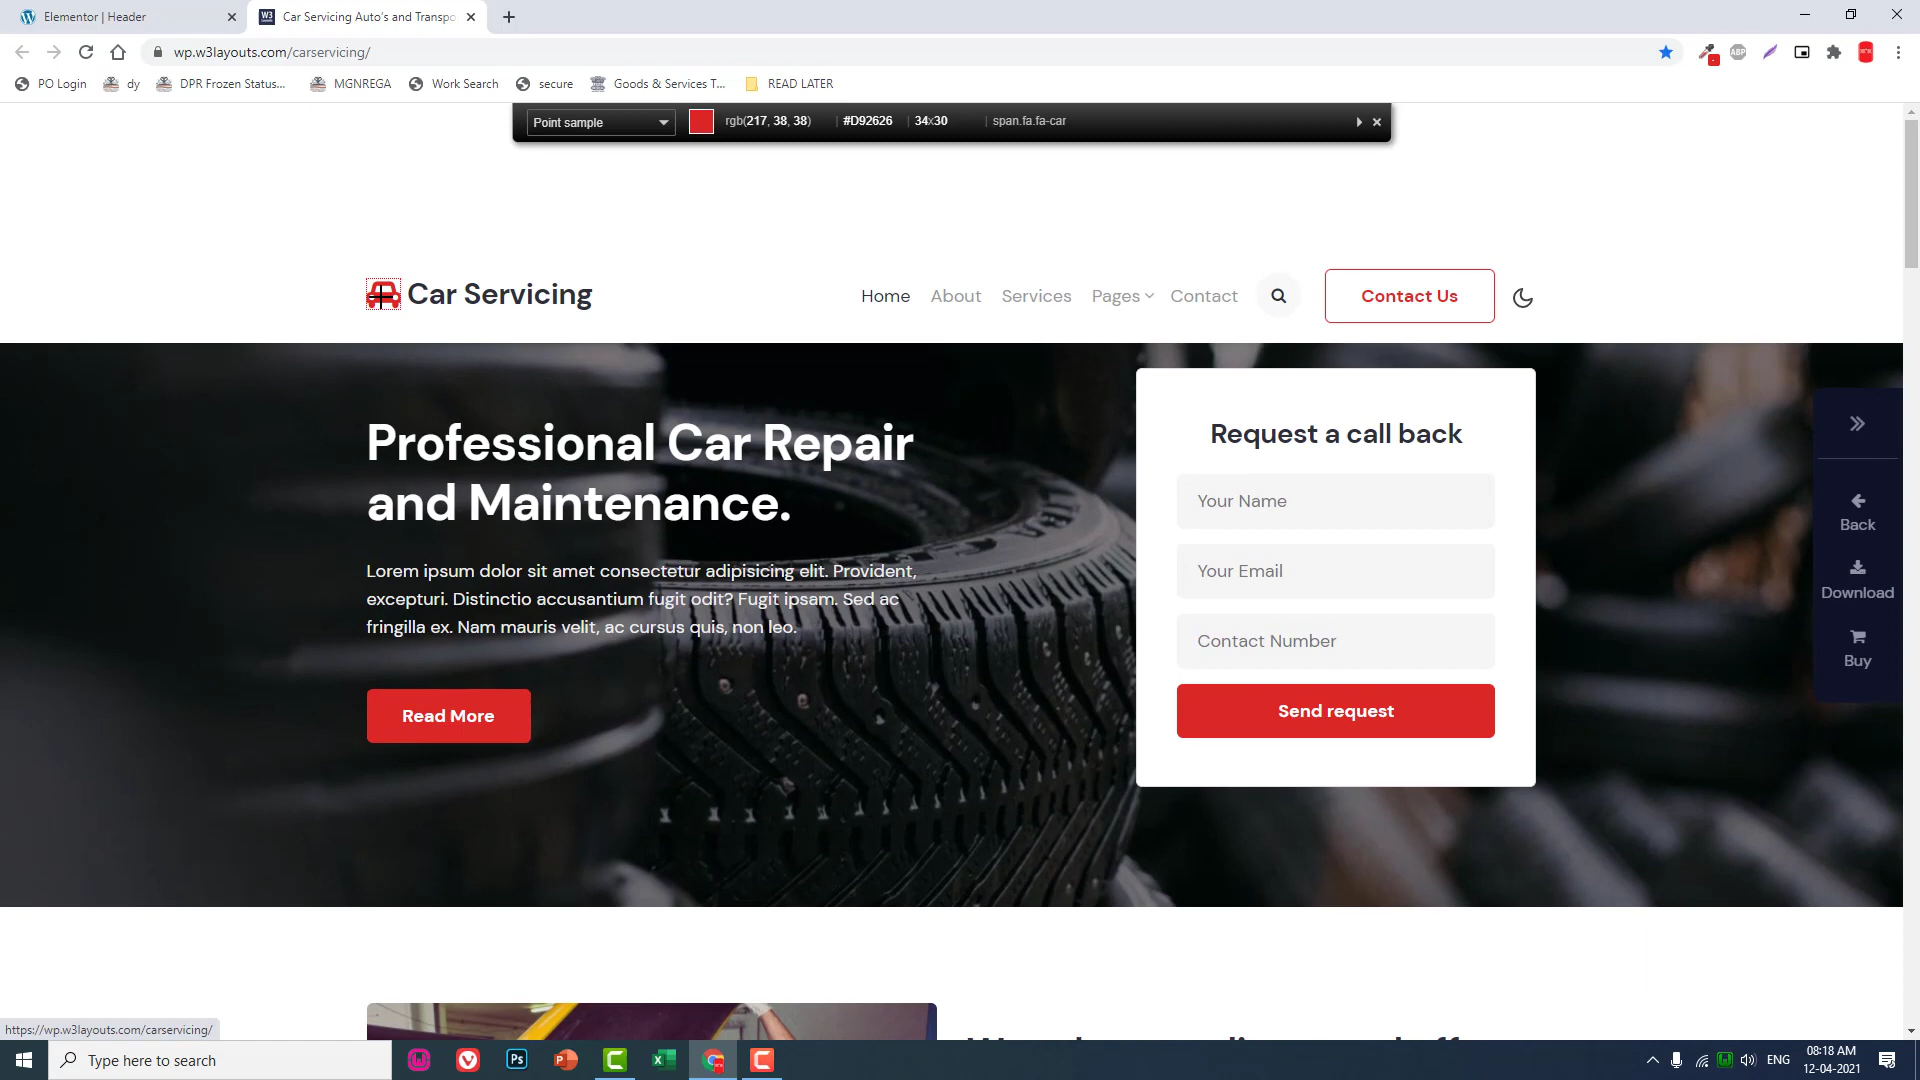 Elementor | Header
W3
Car Servicing Auto's and Transpo
wp.w3layouts.com/carservicing/
ABP
PO Login
dy
DPR Frozen Status...
MGNREGA
Work Search
secure
Goods & Services T...
READ LATER
Point sample
rgb(217, 38, 38)
| #D92626
| 34x30
| span.fa.fa-car
Car Servicing
Home
About
Services
Pages
Contact
Contact Us
Professional Car Repair
and Maintenance.
Lorem ipsum dolor sit amet consectetur adipisicing elit. Provident,
excepturi. Distinctio accusantium fugit odit? Fugit ipsam. Sed ac
fringilla ex. Nam mauris velit, ac cursus quis, non leo.
Read More
Request a call back
Your Name
Your Email
Contact Number
Send request
Back
Download
Buy
https://wp.w3layouts.com/carservicing/
Type here to search
Ps
ENG
08:18 AM
12-04-2021